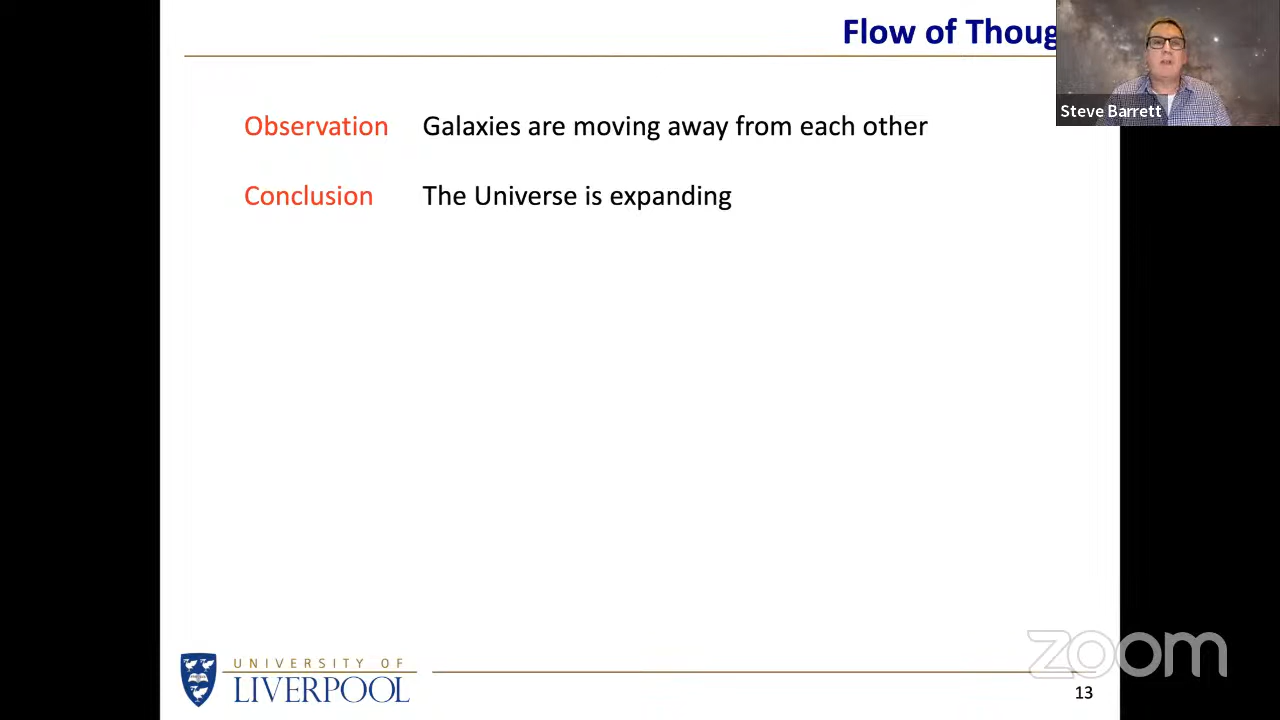 Flow of Thoug
Steve Barrett
Observation Galaxies are moving away from each other
Conclusion The Universe is expanding
UNIVERSITY OF
LIVERPOOL
zoom
13